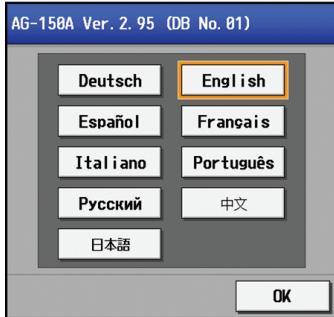 AG-150A Ver. 2. 95 (DB No. 01)
Deutsch English
Español Français
Italiano Português
Русский 中文
日本語
OK